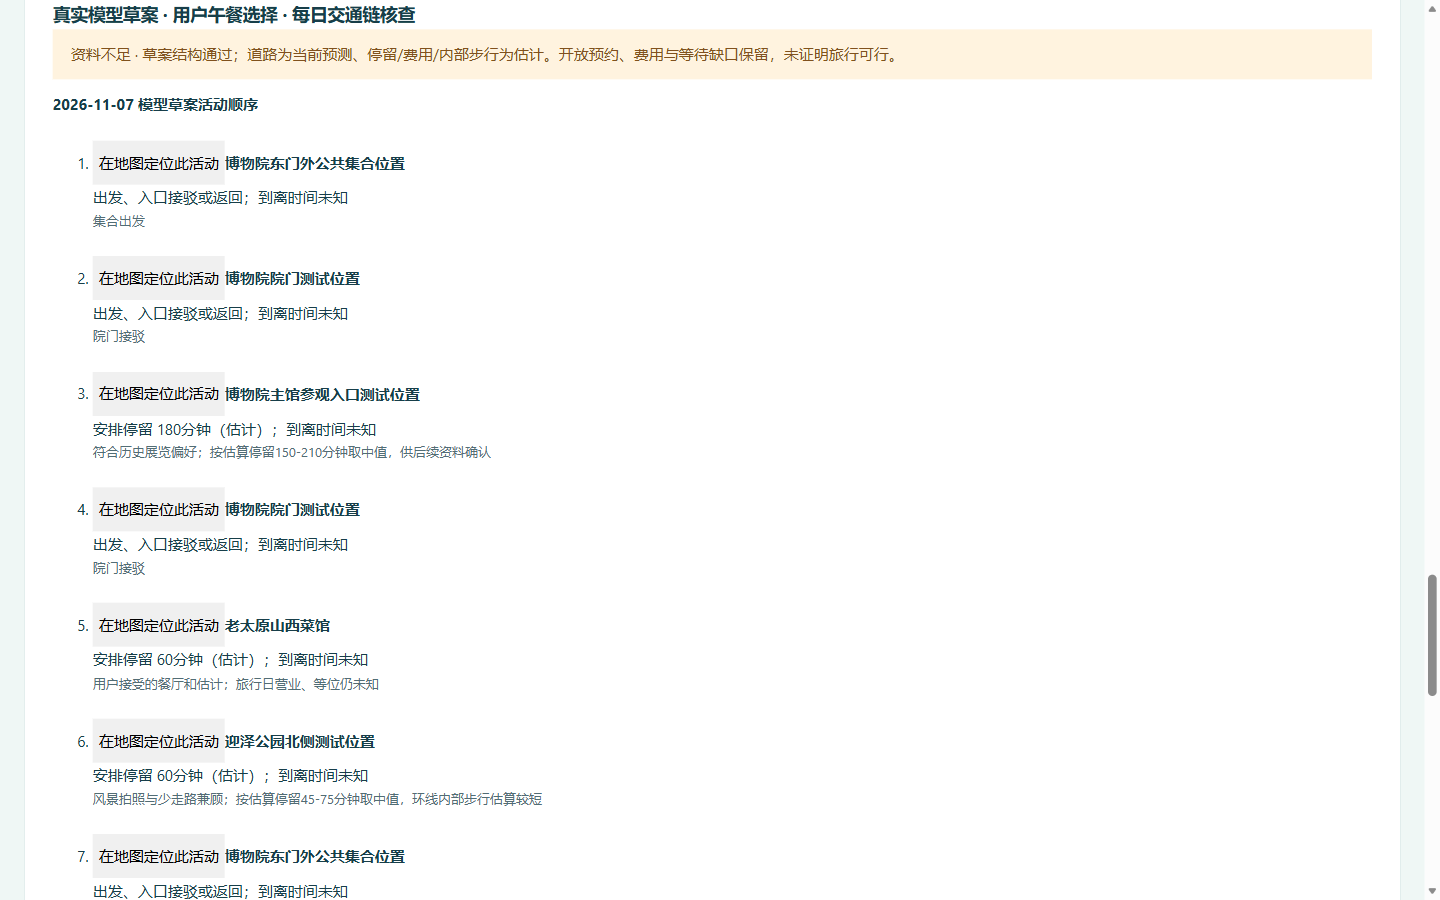 真实模型草案 · 用户午餐选择 · 每日交通链核查
资料不足 · 草案结构通过；道路为当前预测、停留/费用/内部步行为估计。开放预约、费用与等待缺口保留，未证明旅行可行。
2026-11-07 模型草案活动顺序
1. 在地图定位此活动 博物院东门外公共集合位置
出发、入口接驳或返回；到离时间未知
集合出发
2. 在地图定位此活动 博物院院门测试位置
出发、入口接驳或返回；到离时间未知
院门接驳
3. 在地图定位此活动 博物院主馆参观入口测试位置
安排停留 180分钟（估计）；到离时间未知
符合历史展览偏好；按估算停留150-210分钟取中值，供后续资料确认
4. 在地图定位此活动 博物院院门测试位置
出发、入口接驳或返回；到离时间未知
院门接驳
5. 在地图定位此活动 老太原山西菜馆
安排停留 60分钟（估计）；到离时间未知
用户接受的餐厅和估计；旅行日营业、等位仍未知
6. 在地图定位此活动 迎泽公园北侧测试位置
安排停留 60分钟（估计）；到离时间未知
风景拍照与少走路兼顾；按估算停留45-75分钟取中值，环线内部步行估算较短
7. 在地图定位此活动 博物院东门外公共集合位置
出发、入口接驳或返回；到离时间未知